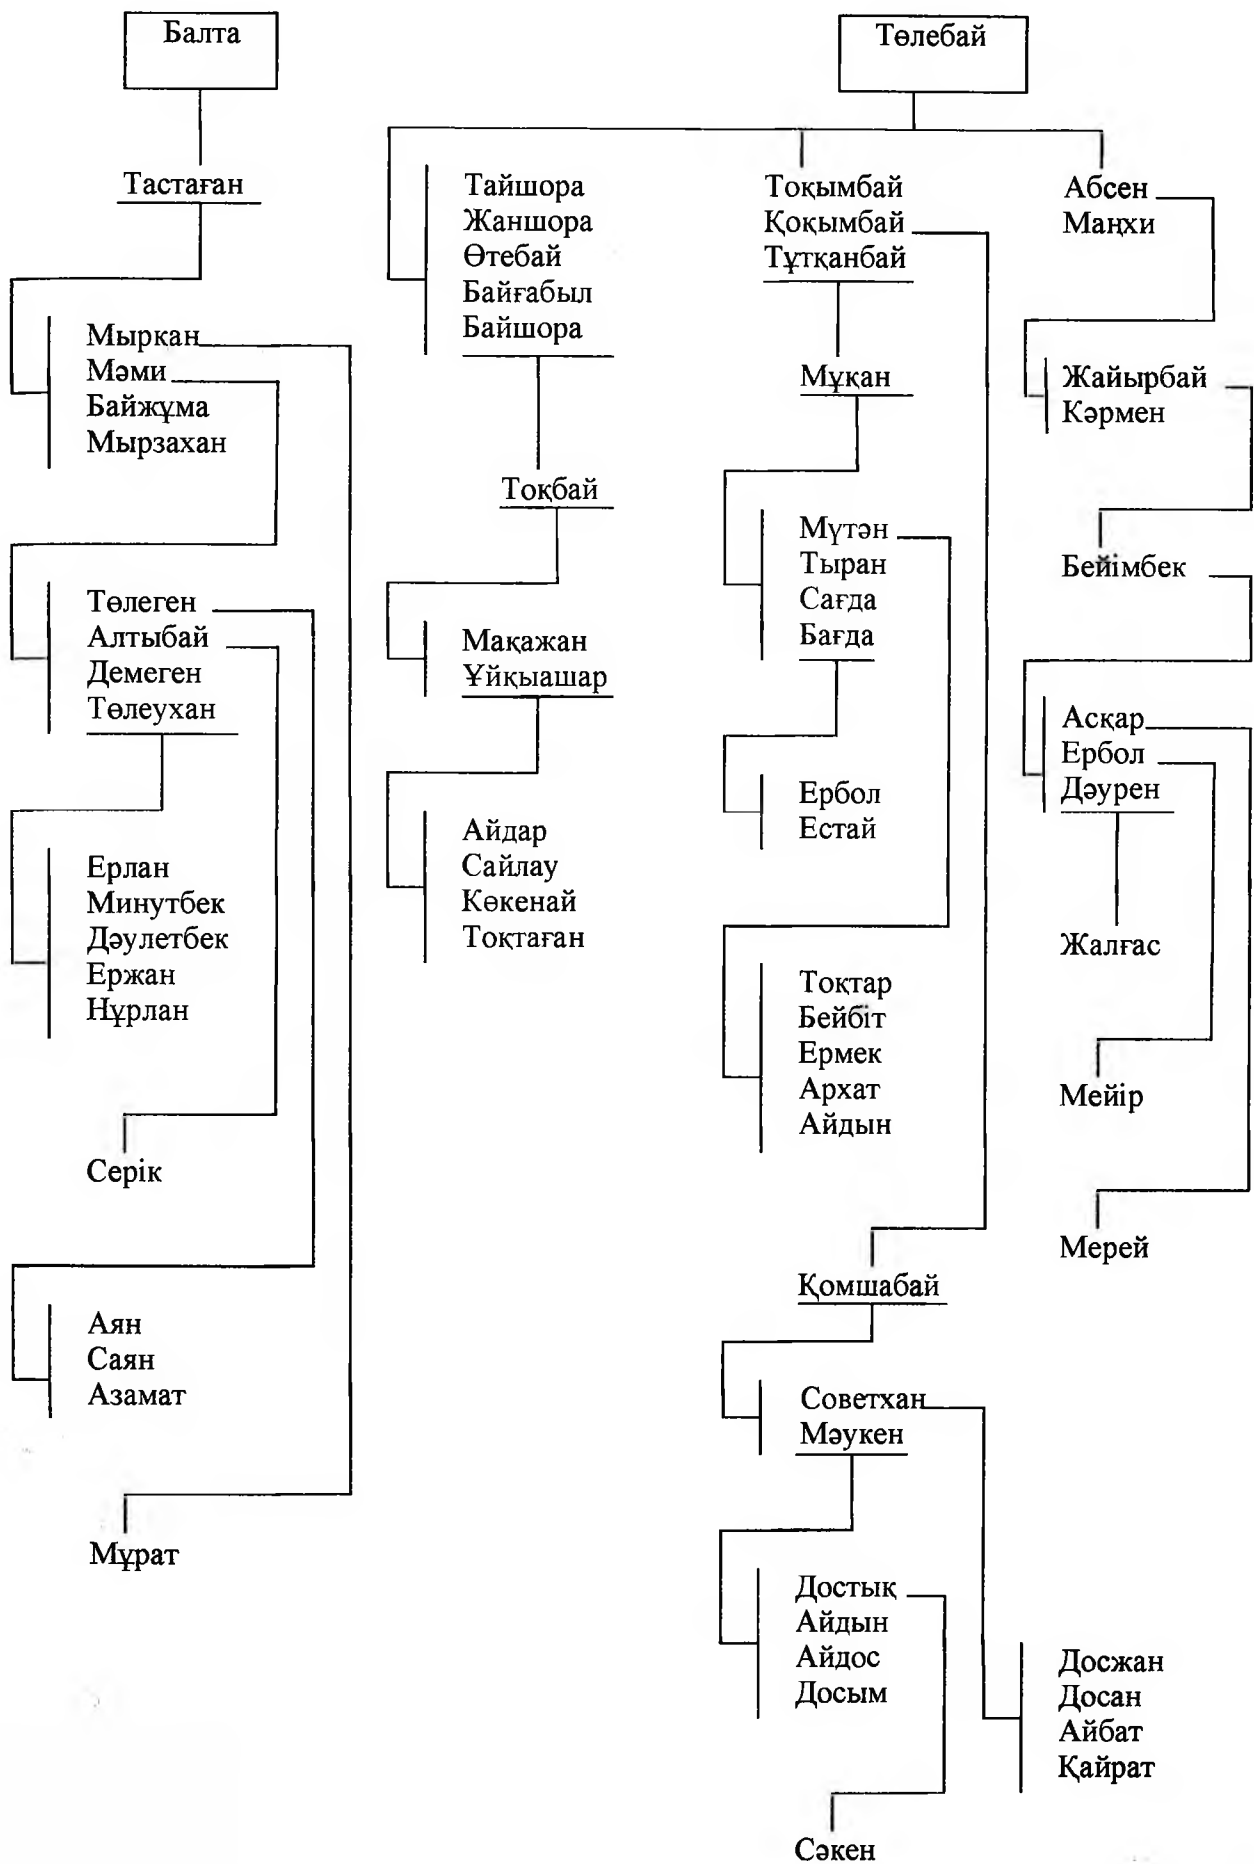 Балта
Тастаған
Мыркан
Мәми
Байжұма
Мырзахан
Төлеген
Алтыбай
Демеген
Төлеухан
Ерлан
Минутбек
Дәулетбек
Ержан
Нұрлан
Серік
Аян
Саян
Азамат
Мұрат
Төлебай
Тайшора
Жаншора
Өтебай
Байғабыл
Байшора
Тоқбай
Мақажан
Ұйқыашар
Айдар
Сайлау
Көкенай
Тоқтаған
Тоқымбай
Қоқымбай
Тұтқанбай
Мұқан
Мүтән
Тыран
Сағда
Бағда
Ербол
Естай
Тоқтар
Бейбіт
Ермек
Архат
Айдын
Қомшабай
Советхан
Мәукен
Достық
Айдын
Айдос
Досым
Сәкен
Досжан
Досан
Айбат
Қайрат
Абсен
Маңхи
Жайырбай
Кәрмен
Бейімбек
Асқар
Ербол
Дәурен
Жалғас
Мейір
Мерей